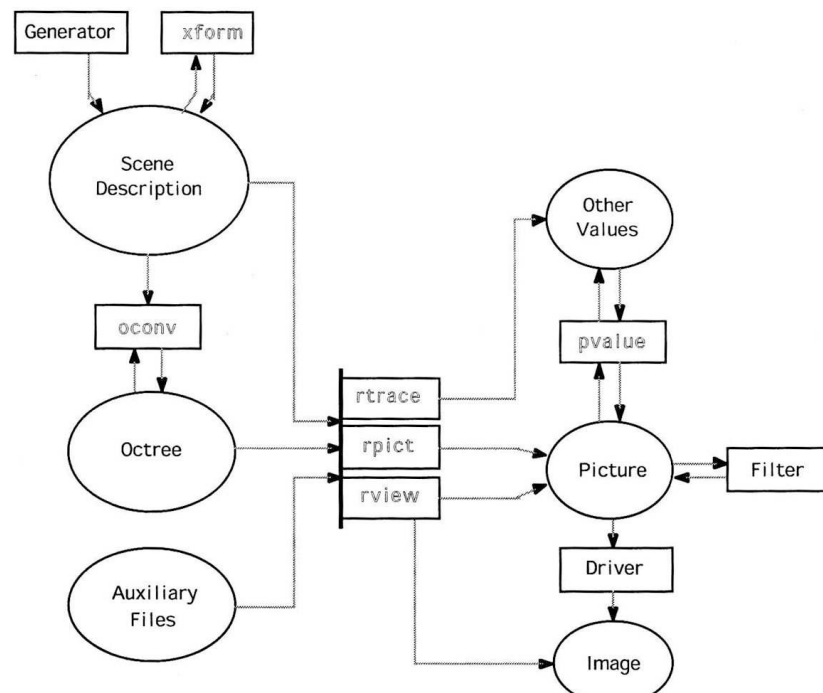 Generator
xform
Scene
Description
Other
Values
oconv
pvalue
rtrace
Octree
rpict
Picture
Filter
rview
Driver
Auxiliary
Files
Image